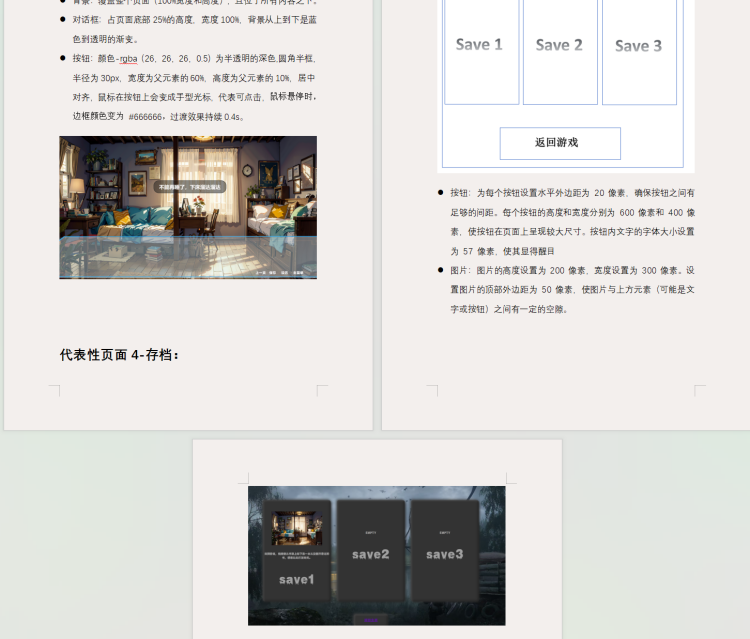 背景：覆盖整个页面（100%宽度和高度），且位于所有内容之下。
● 对话框：占页面底部 25%的高度，宽度 100%，背景从上到下是蓝
色到透明的渐变。
● 按钮：颜色-rgba（26，26，26，0.5）为半透明的深色,圆角半框，
半径为 30px，宽度为父元素的 60%，高度为父元素的 10%，居中
对齐，鼠标在按钮上会变成手型光标，代表可点击，鼠标悬停时，
边框颜色变为 #666666，过渡效果持续 0.4s。
代表性页面 4-存档：
Save 1 Save 2 Save 3
返回游戏
● 按钮：为每个按钮设置水平外边距为 20 像素，确保按钮之间有
足够的间距。每个按钮的高度和宽度分别为 600 像素和 400 像
素，使按钮在页面上呈现较大尺寸。按钮内文字的字体大小设置
为 57 像素，使其显得醒目
● 图片：图片的高度设置为 200 像素，宽度设置为 300 像素。设
置图片的顶部外边距为 50 像素，使图片与上方元素（可能是文
字或按钮）之间有一定的空隙。
EMPTY EMPTY
save1 save2 save3